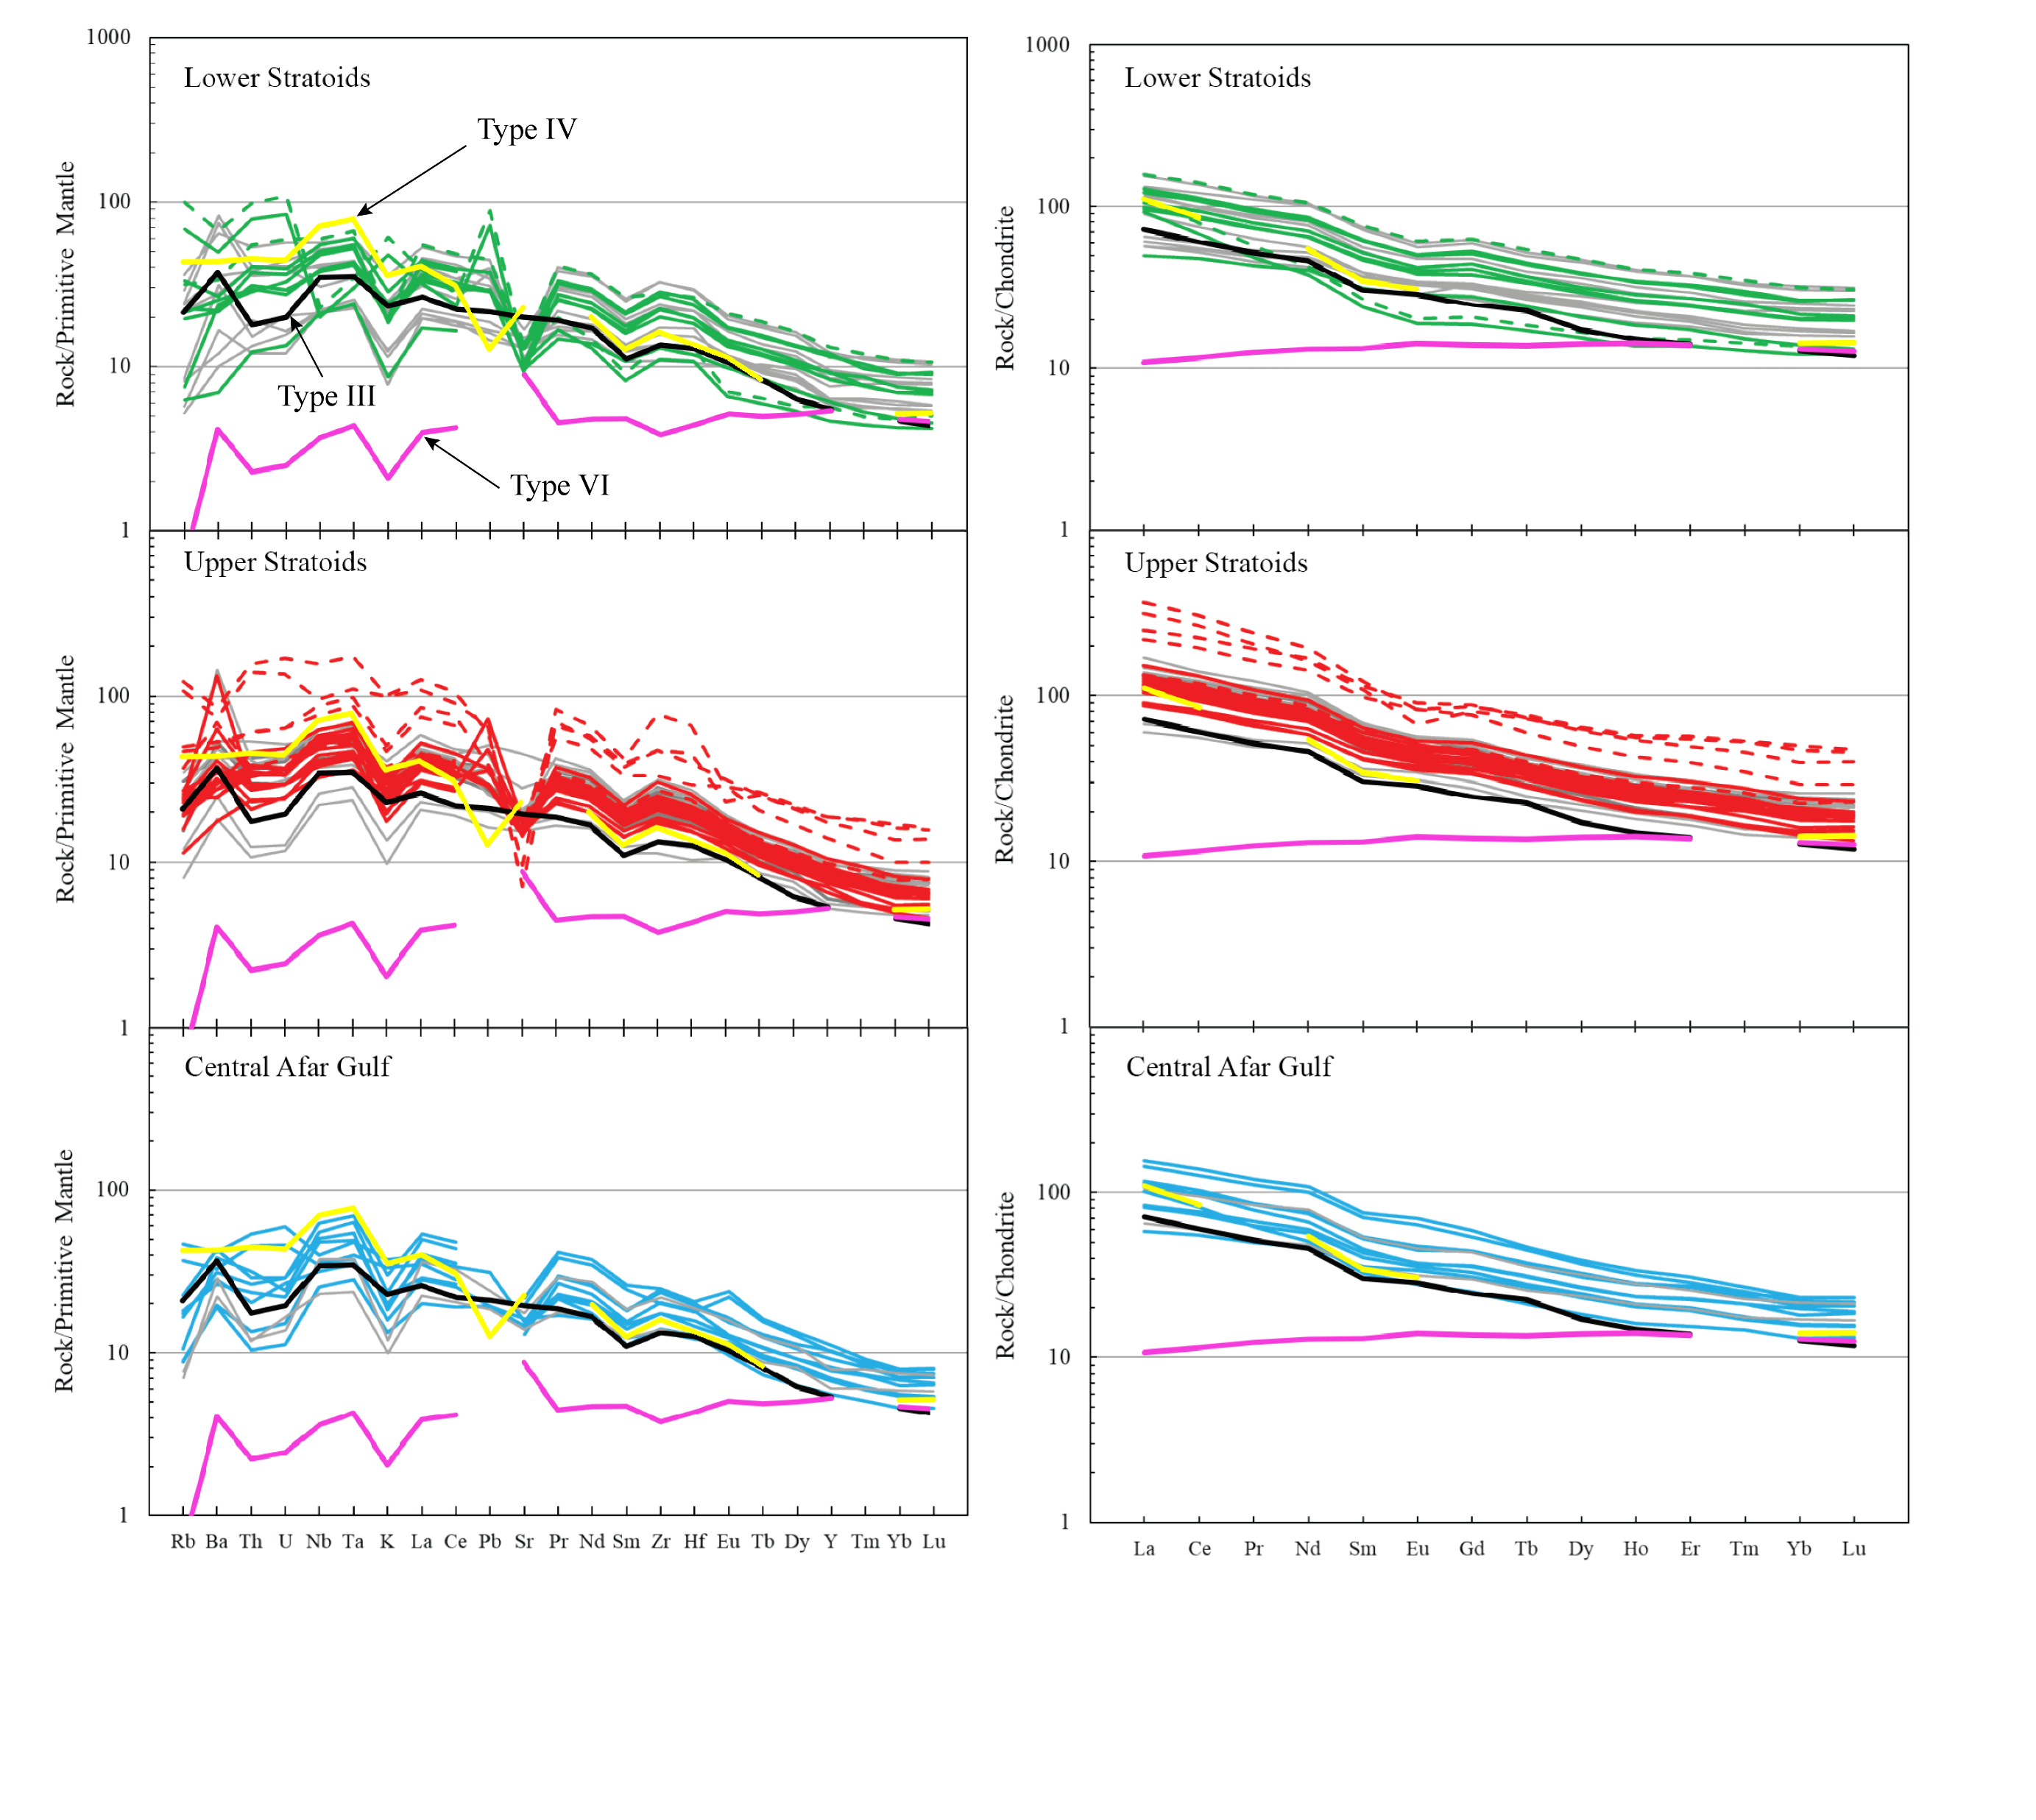 1000
Lower Stratoids
Type IV
100
Rock/Primitive Mantle
10
Type III
Type VI
1
1000
Lower Stratoids
100
Rock/Chondrite
10
1
Upper Stratoids
100
Rock/Primitive Mantle
10
1
Upper Stratoids
100
Rock/Chondrite
10
1
Central Afar Gulf
100
Rock/Primitive Mantle
10
1
Rb Ba Th U Nb Ta K La Ce Pb Sr Pr Nd Sm Zr Hf Eu Tb Dy Y Tm Yb Lu
Central Afar Gulf
100
Rock/Chondrite
10
1
La Ce Pr Nd Sm Eu Gd Tb Dy Ho Er Tm Yb Lu